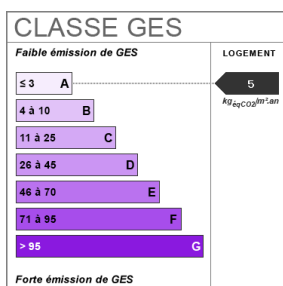 CLASSE GES
Faible émission de GES
LOGEMENT
≤ 3 A
5
kgéqCO2/m².an
4 à 10 B
11 à 25 C
26 à 45 D
46 à 70 E
71 à 95 F
> 95 G
Forte émission de GES